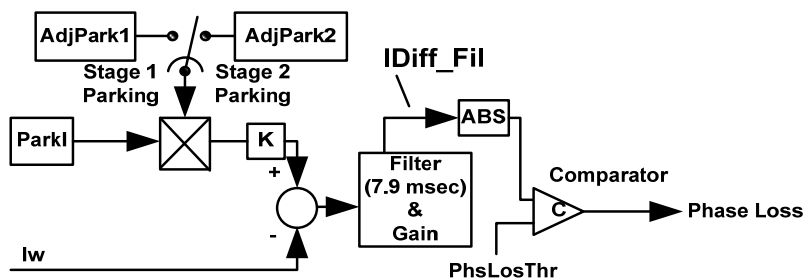 AdjPark1
AdjPark2
Stage 1
Parking
Stage 2
Parking
IDiff_Fil
ParkI
K
ABS
+
-
Filter
(7.9 msec)
&
Gain
Comparator
C
Phase Loss
Iw
PhsLosThr